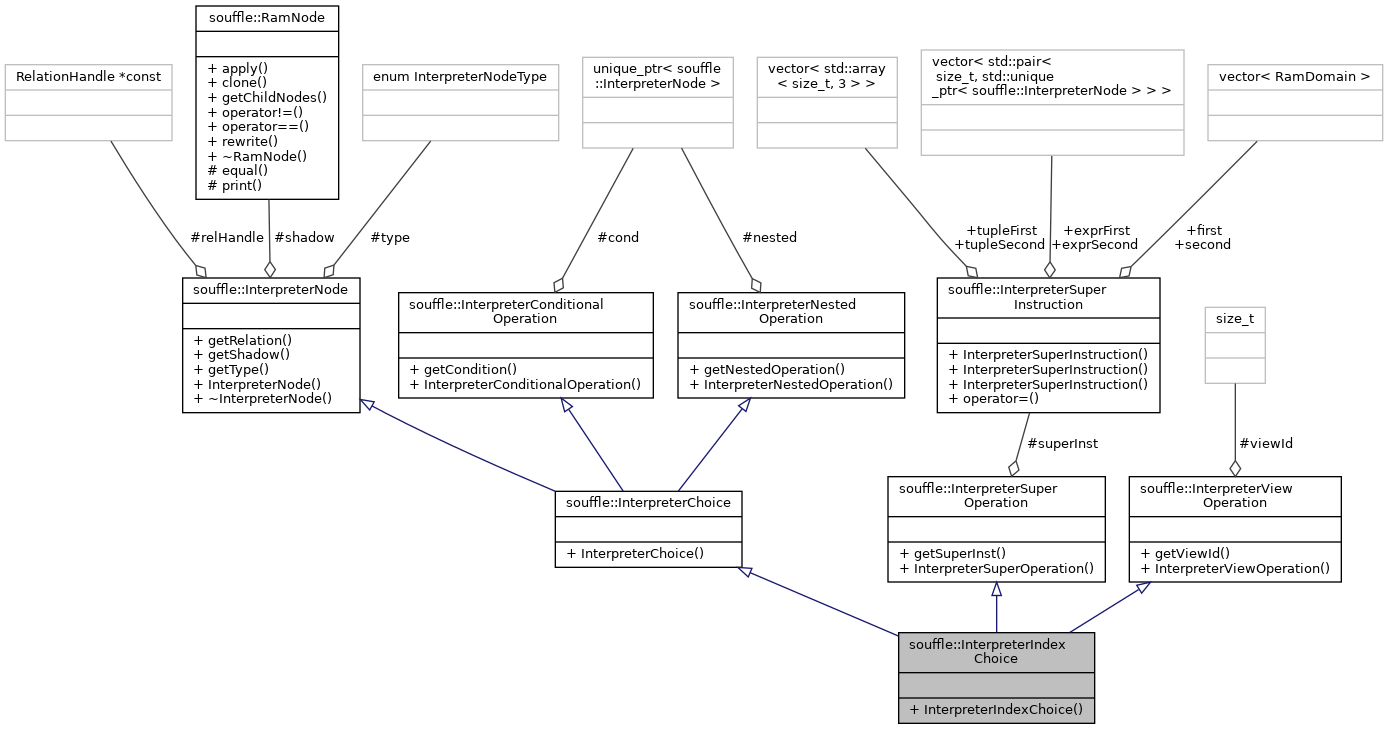 souffle::RamNode
+ apply()
+ clone()
+ getChildNodes()
+ operator!=()
+ operator==()
+ rewrite()
+ ~RamNode()
# equal()
# print()
RelationHandle *const
enum InterpreterNodeType
unique_ptr< souffle
::InterpreterNode >
vector< std::array
< size_t, 3 > >
vector< std::pair<
size_t, std::unique
_ptr< souffle::InterpreterNode > > >
vector< RamDomain >
#relHandle
#shadow
#type
#cond
#nested
+tupleFirst
+tupleSecond
+exprFirst
+exprSecond
+first
+second
souffle::InterpreterNode
+ getRelation()
+ getShadow()
+ getType()
+ InterpreterNode()
+ ~InterpreterNode()
souffle::InterpreterConditional
Operation
+ getCondition()
+ InterpreterConditionalOperation()
souffle::InterpreterNested
Operation
+ getNestedOperation()
+ InterpreterNestedOperation()
souffle::InterpreterSuper
Instruction
+ InterpreterSuperInstruction()
+ InterpreterSuperInstruction()
+ InterpreterSuperInstruction()
+ operator=()
size_t
#superInst
#viewId
souffle::InterpreterChoice
+ InterpreterChoice()
souffle::InterpreterSuper
Operation
+ getSuperInst()
+ InterpreterSuperOperation()
souffle::InterpreterView
Operation
+ getViewId()
+ InterpreterViewOperation()
souffle::InterpreterIndex
Choice
+ InterpreterIndexChoice()